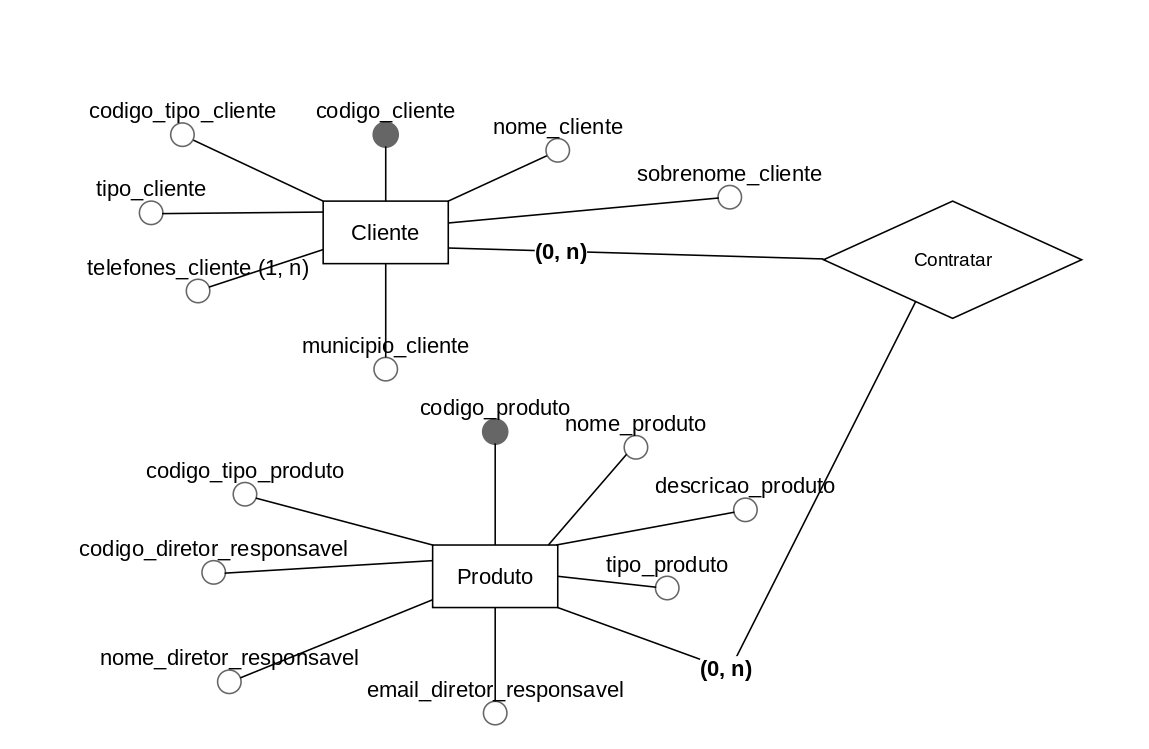 codigo_tipo_cliente
codigo_cliente
nome_cliente
sobrenome_cliente
tipo_cliente
Cliente
(0, n)
Contratar
telefones_cliente (1, n)
municipio_cliente
codigo_produto
nome_produto
codigo_tipo_produto
descricao_produto
codigo_diretor_responsavel
tipo_produto
Produto
nome_diretor_responsavel
(0, n)
email_diretor_responsavel